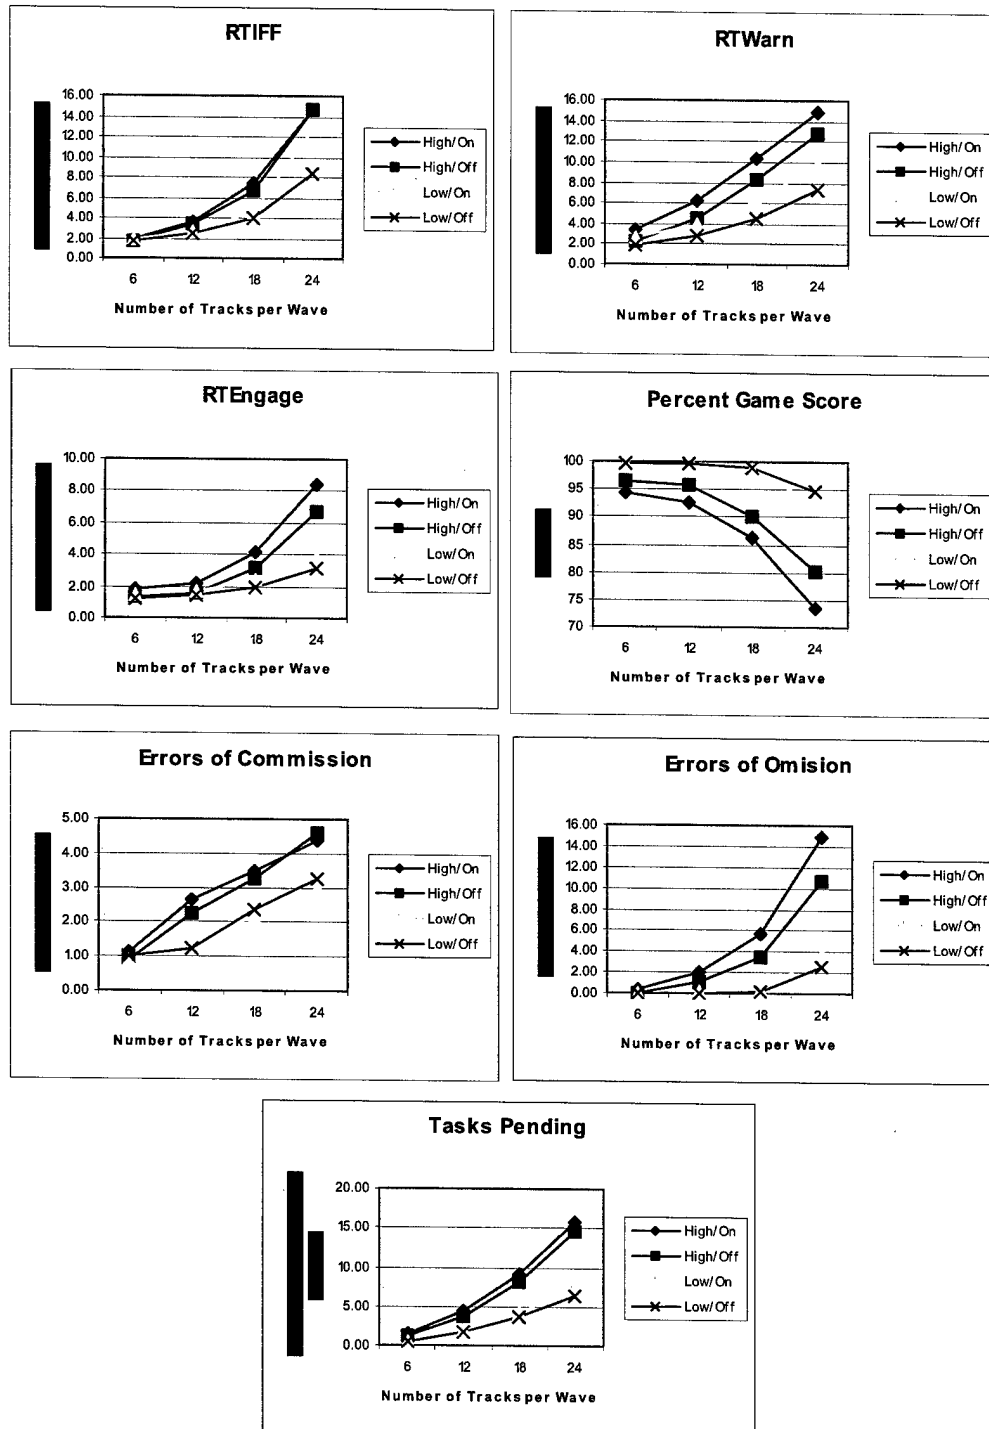 RTIFF
16.00
14.00
12.00
10.00
8.00
6.00
4.00
2.00
0.00
6 12 18 24
Number of Tracks per Wave
High/On
High/Off
Low/On
Low/Off
RTWarn
16.00
14.00
12.00
10.00
8.00
6.00
4.00
2.00
0.00
6 12 18 24
Number of Tracks per Wave
High/On
High/Off
Low/On
Low/Off
RTEngage
10.00
8.00
6.00
4.00
2.00
0.00
6 12 18 24
Number of Tracks per Wave
High/On
High/Off
Low/On
Low/Off
Percent Game Score
100
95
90
85
80
75
70
6 12 18 24
Number of Tracks per Wave
High/On
High/Off
Low/On
Low/Off
Errors of Commission
5.00
4.00
3.00
2.00
1.00
0.00
6 12 18 24
Number of Tracks per Wave
High/On
High/Off
Low/On
Low/Off
Errors of Omision
16.00
14.00
12.00
10.00
8.00
6.00
4.00
2.00
0.00
6 12 18 24
Number of Tracks per Wave
High/On
High/Off
Low/On
Low/Off
Tasks Pending
20.00
15.00
10.00
5.00
0.00
6 12 18 24
Number of Tracks per Wave
High/On
High/Off
Low/On
Low/Off